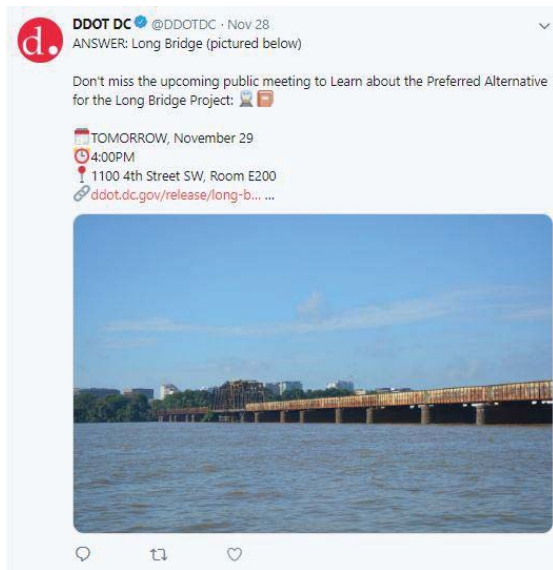 d.
DDOT DC @DDOTDC · Nov 28
ANSWER: Long Bridge (pictured below)
Don't miss the upcoming public meeting to Learn about the Preferred Alternative
for the Long Bridge Project:
TOMORROW, November 29
4:00PM
1100 4th Street SW, Room E200
ddot.dc.gov/release/long-b... ...